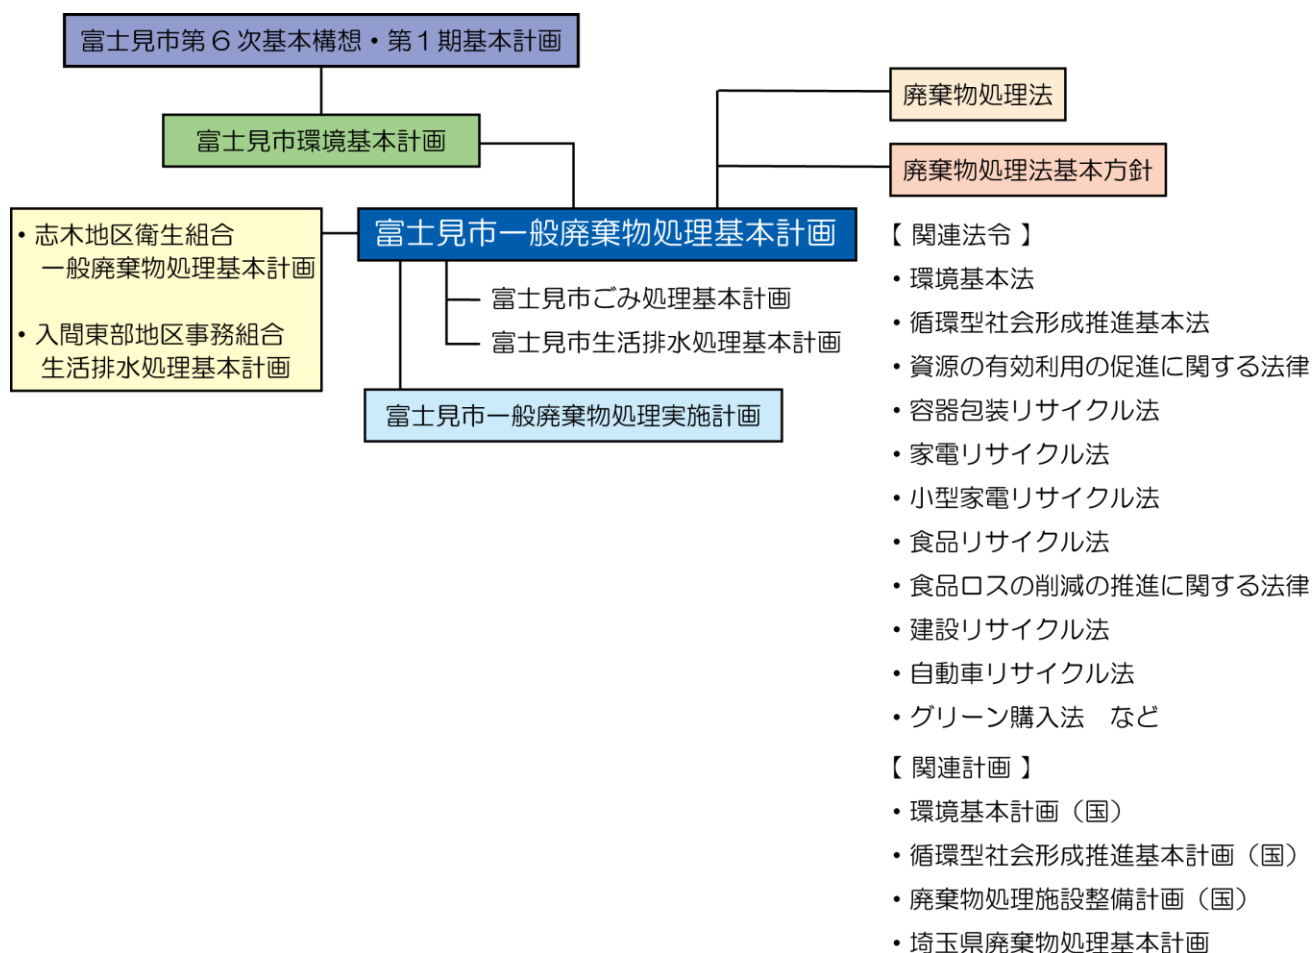 富士見市第6次基本構想・第1期基本計画
富士見市環境基本計画
廃棄物処理法
廃棄物処理法基本方針
・志木地区衛生組合
一般廃棄物処理基本計画
・入間東部地区事務組合
生活排水処理基本計画
富士見市一般廃棄物処理基本計画
富士見市ごみ処理基本計画
富士見市生活排水処理基本計画
富士見市一般廃棄物処理実施計画
【 関連法令 】
・環境基本法
・循環型社会形成推進基本法
・資源の有効利用の促進に関する法律
・容器包装リサイクル法
・家電リサイクル法
・小型家電リサイクル法
・食品リサイクル法
・食品ロスの削減の推進に関する法律
・建設リサイクル法
・自動車リサイクル法
・グリーン購入法　など
【 関連計画 】
・環境基本計画（国）
・循環型社会形成推進基本計画（国）
・廃棄物処理施設整備計画（国）
・埼玉県廃棄物処理基本計画